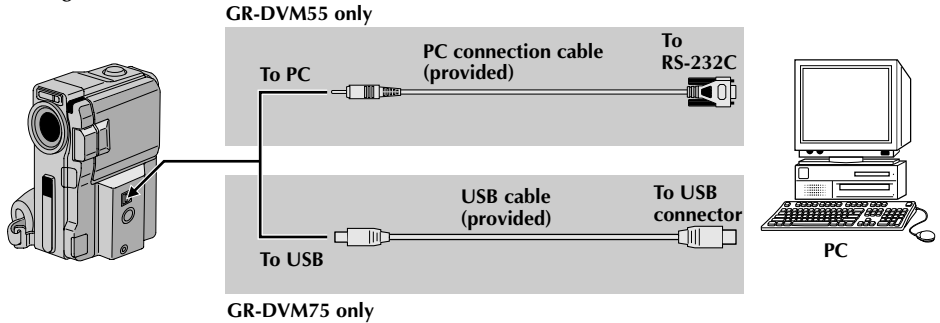 GR-DVM55 only
To PC
PC connection cable
(provided)
To
RS-232C
USB cable
(provided)
To USB
connector
To USB
PC
GR-DVM75 only